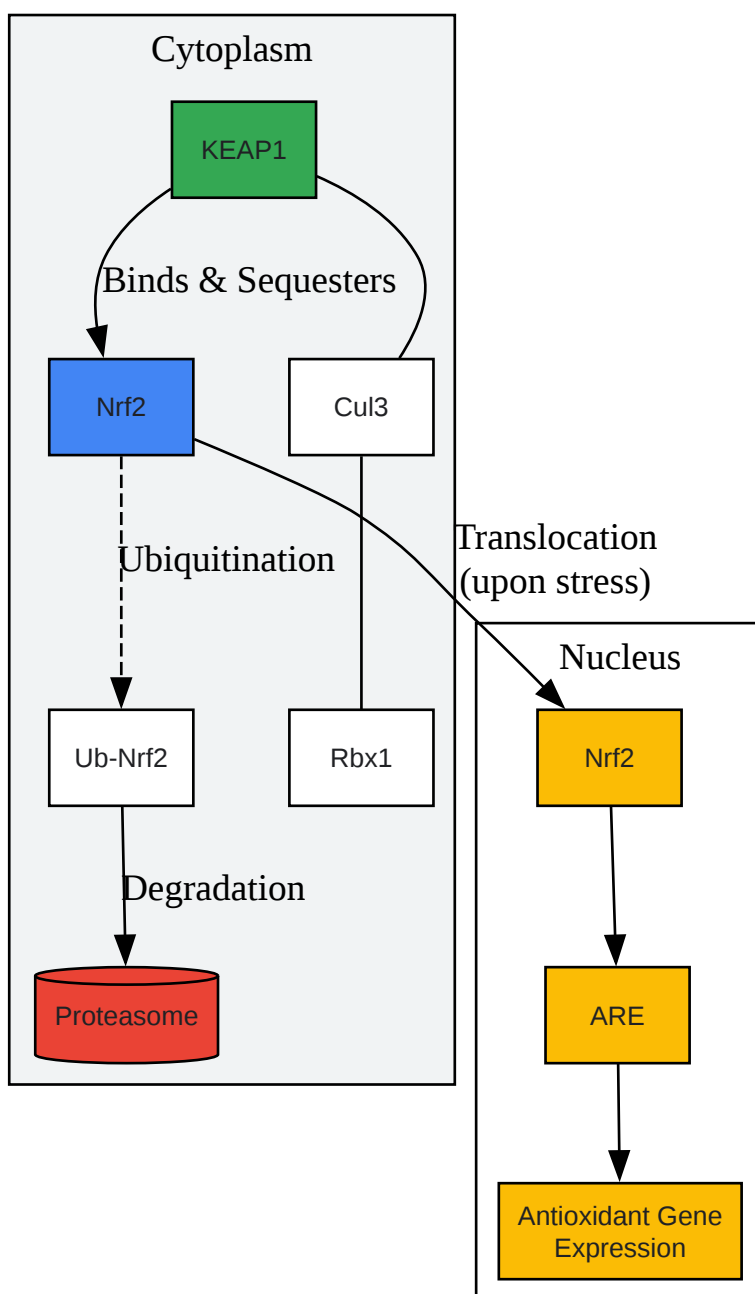 Cytoplasm
KEAP1
Binds & Sequesters
Nrf2
Cul3
Ubiquitination
Translocation
(upon stress)
Nucleus
Ub-Nrf2
Rbx1
Nrf2
Degradation
Proteasome
ARE
Antioxidant Gene
Expression